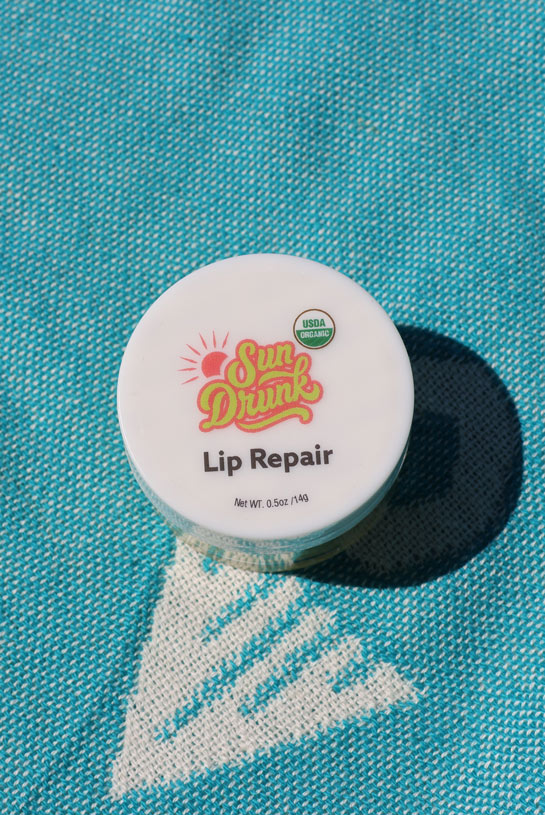 USDA
ORGANIC
Sun
Drunk
Lip Repair
Net WT. 0.5oz /14g